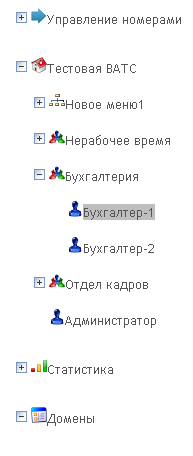 Управление номерами
Тестовая ВАТС
Новое меню1
Нерабочее время
Бухгалтерия
Бухгалтер-1
Бухгалтер-2
Отдел кадров
Администратор
Статистика
Домены